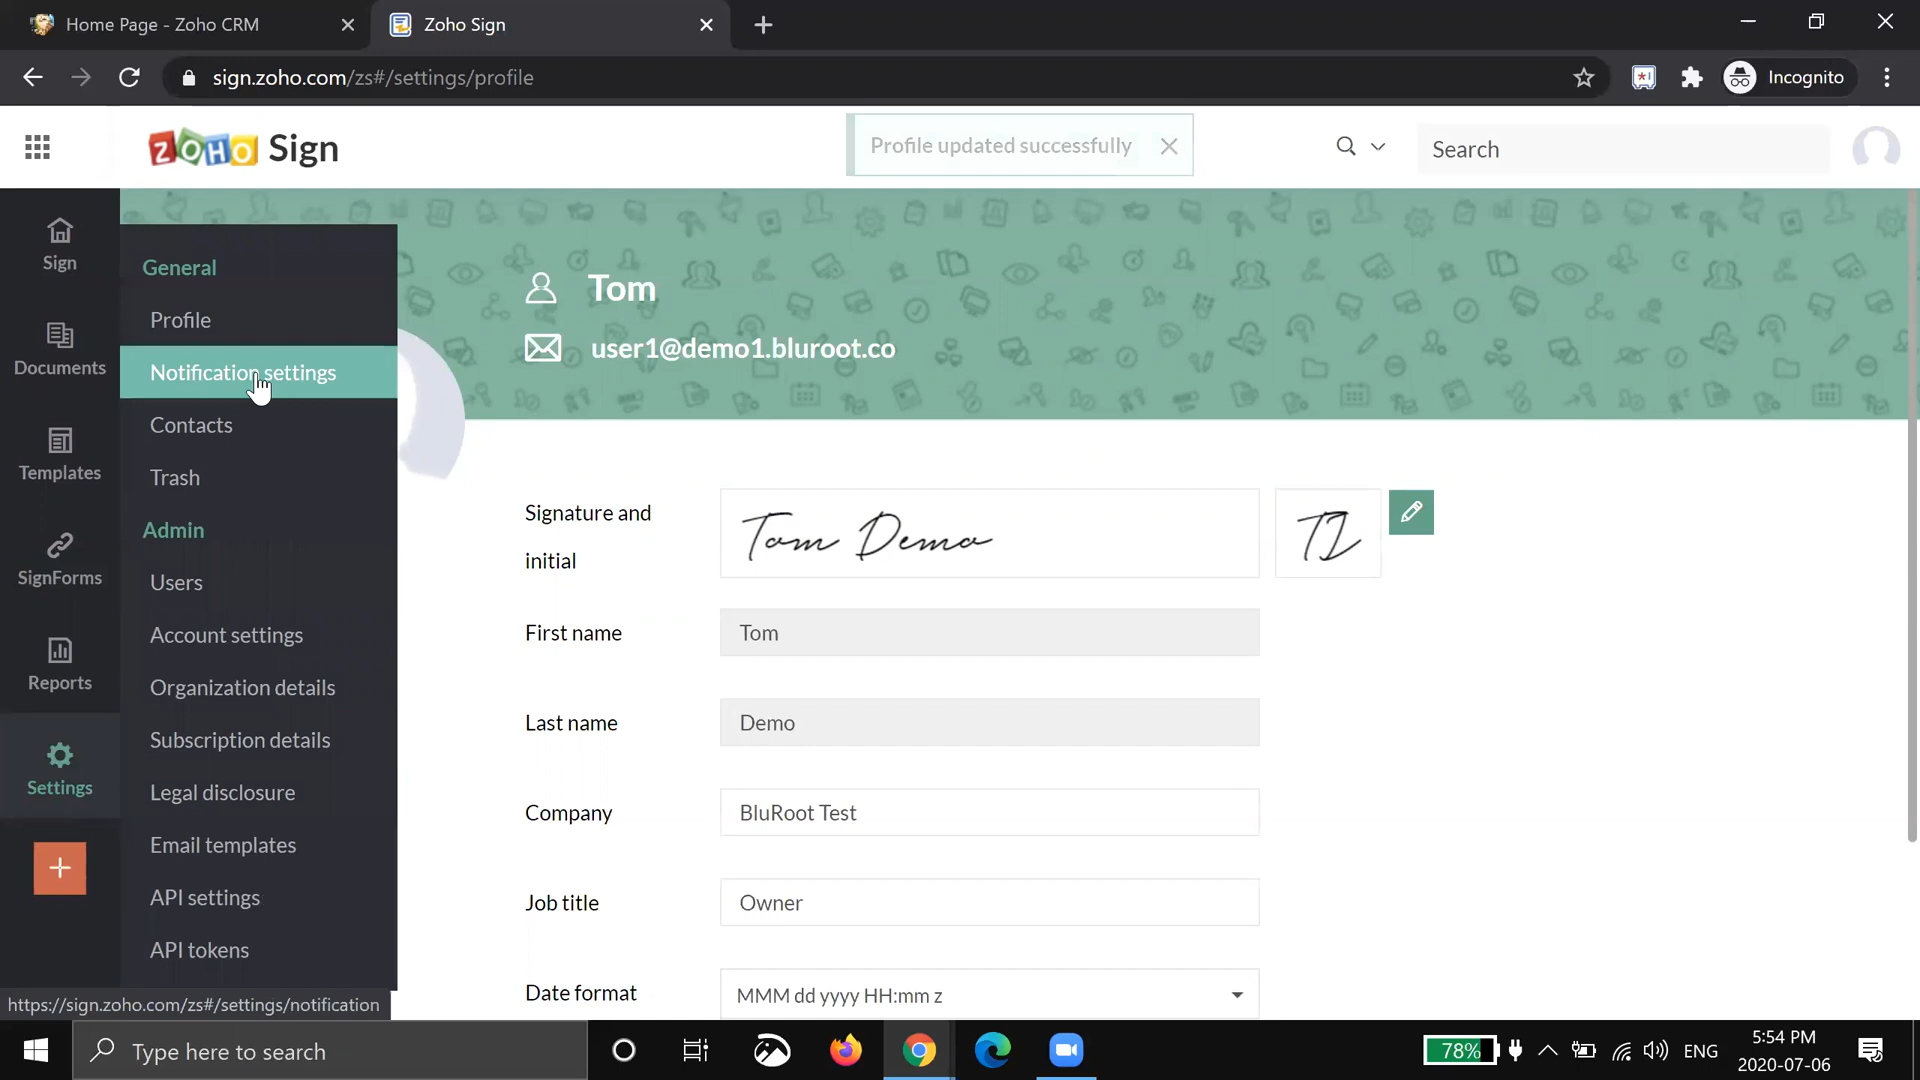 Home Page - Zoho CRM
Zoho Sign
sign.zoho.com/zs#/settings/profile
Incognito
ZOHO Sign
Profile updated successfully
Search
Sign
Documents
Templates
SignForms
Reports
Settings
General
Profile
Notification settings
Contacts
Trash
Admin
Users
Account settings
Organization details
Subscription details
Legal disclosure
Email templates
API settings
API tokens
Tom
user1@demo1.bluroot.co
Signature and initial
Tom Demo
First name
Tom
Last name
Demo
Company
BluRoot Test
Job title
Owner
Date format
MMM dd yyyy HH:mm z
https://sign.zoho.com/zs#/settings/notification
Type here to search
78%
ENG
5:54 PM
2020-07-06